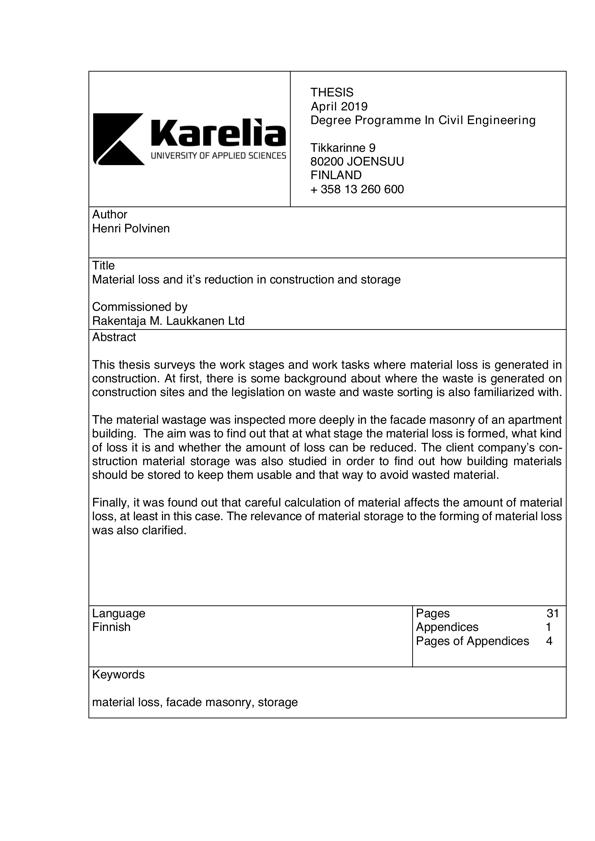 Karelia
UNIVERSITY OF APPLIED SCIENCES
THESIS
April 2019
Degree Programme In Civil Engineering
Tikkarinne 9
80200 JOENSUU
FINLAND
+ 358 13 260 600
Author
Henri Polvinen
Title
Material loss and it’s reduction in construction and storage
Commissioned by
Rakentaja M. Laukkanen Ltd
Abstract
This thesis surveys the work stages and work tasks where material loss is generated in
construction. At first, there is some background about where the waste is generated on
construction sites and the legislation on waste and waste sorting is also familiarized with.
The material wastage was inspected more deeply in the facade masonry of an apartment
building. The aim was to find out that at what stage the material loss is formed, what kind
of loss it is and whether the amount of loss can be reduced. The client company’s con-
struction material storage was also studied in order to find out how building materials
should be stored to keep them usable and that way to avoid wasted material.
Finally, it was found out that careful calculation of material affects the amount of material
loss, at least in this case. The relevance of material storage to the forming of material loss
was also clarified.
Language
Finnish
Pages 31
Appendices 1
Pages of Appendices 4
Keywords
material loss, facade masonry, storage